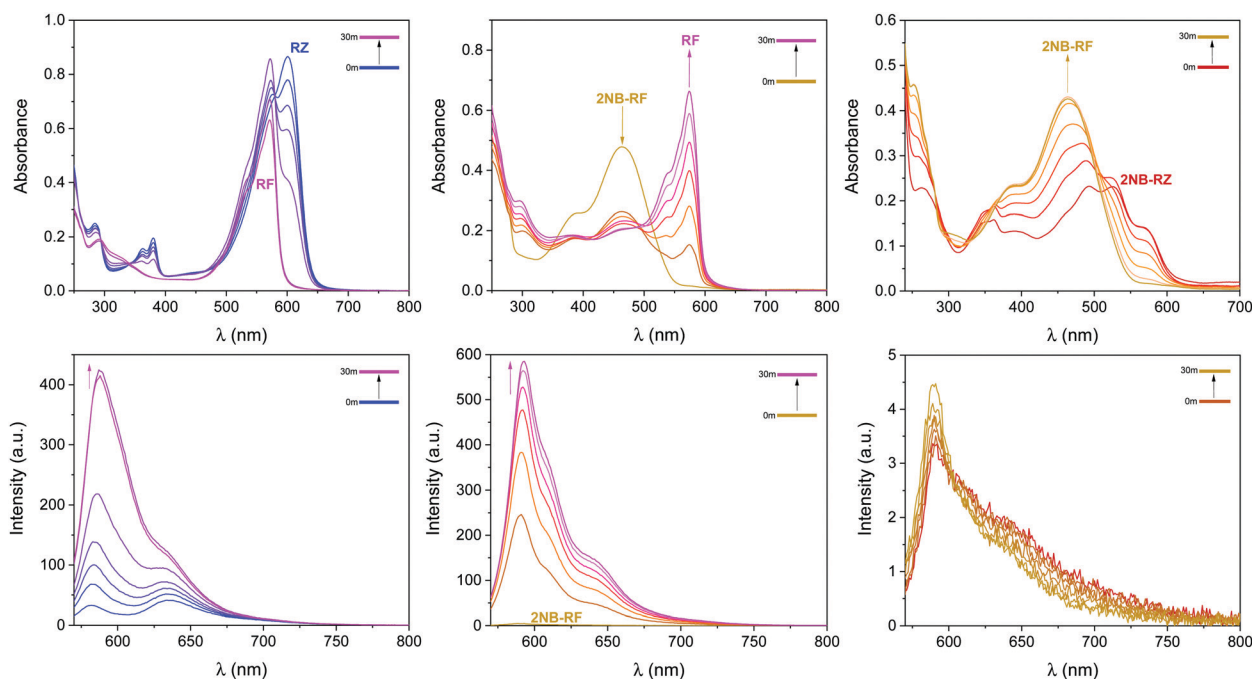 1.0
0.8
0.6
0.4
0.2
0.0
Absorbance
300 400 500 600 700 800
λ (nm)
30m
0m
RZ
RF
0.8
0.6
0.4
0.2
0.0
Absorbance
300 350 400 450 500 550 600 650 700 750 800
λ (nm)
30m
0m
RF
2NB-RF
0.6
0.5
0.4
0.3
0.2
0.1
0.0
Absorbance
300 400 500 600 700
λ (nm)
30m
0m
2NB-RF
2NB-RZ
400
300
200
100
0
Intensity (a.u.)
600 650 700 750 800
λ (nm)
30m
0m
600
500
400
300
200
100
0
Intensity (a.u.)
600 650 700 750 800
λ (nm)
30m
0m
2NB-RF
5
4
3
2
1
0
Intensity (a.u.)
600 650 700 750 800
λ (nm)
30m
0m